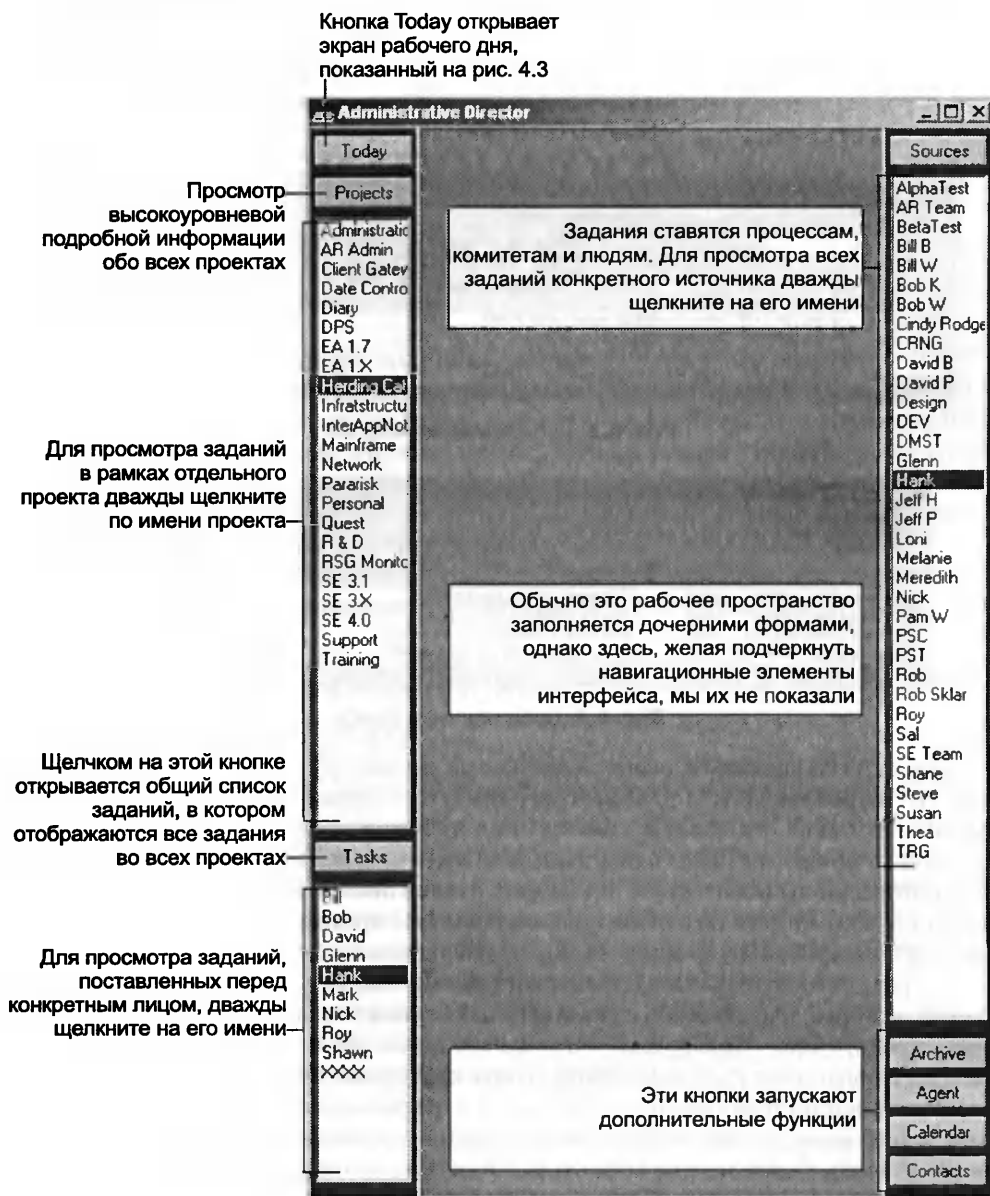 Кнопка Today открывает
экран рабочего дня,
показанный на рис. 4.3
Administrative Director
Today
Projects
Просмотр
высокоуровневой
подробной информации
обо всех проектах
Administratic
AR Admin
Client Gatew
Date Contro
Diary
DPS
EA 1.7
EA 1.X
Herding Cat
Infratstructu
InterAppNot
Mainframe
Network
Pararisk
Personal
Quest
R & D
RSG Monitc
SE 3.1
SE 3.X
SE 4.0
Support
Training
Для просмотра заданий
в рамках отдельного
проекта дважды щелкните
по имени проекта
Щелчком на этой кнопке
открывается общий список
заданий, в котором
отображаются все задания
во всех проектах
Tasks
Bill
Bob
David
Glenn
Hank
Mark
Nick
Roy
Shawn
XXXX
Для просмотра заданий,
поставленных перед
конкретным лицом, дважды
щелкните на его имени
Задания ставятся процессам,
комитетам и людям. Для просмотра всех
заданий конкретного источника дважды
щелкните на его имени
Обычно это рабочее пространство
заполняется дочерними формами,
однако здесь, желая подчеркнуть
навигационные элементы
интерфейса, мы их не показали
Эти кнопки запускают
дополнительные функции
Sources
AlphaTest
AR Team
BetaTest
Bill B
Bill W
Bob K
Bob W
Cindy Rodge
CRNG
David B
David P
Design
DEV
DMST
Glenn
Hank
Jeff H
Jeff P
Loni
Melanie
Meredith
Nick
Pam W
PSC
PST
Rob
Rob Sklar
Roy
Sal
SE Team
Shane
Steve
Susan
Thea
TRG
Archive
Agent
Calendar
Contacts